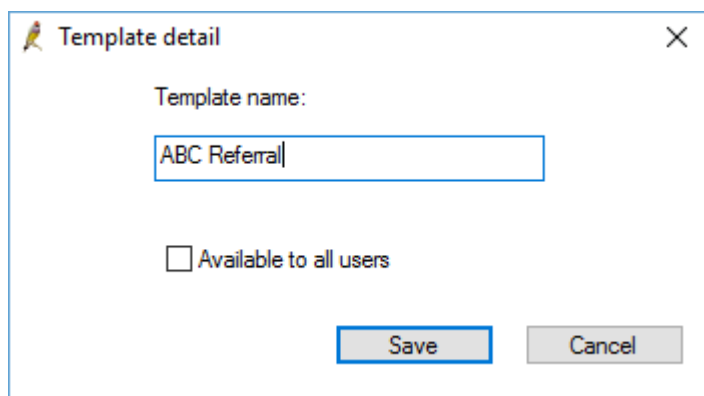 Template detail
Template name:
ABC Referral
Available to all users
Save Cancel